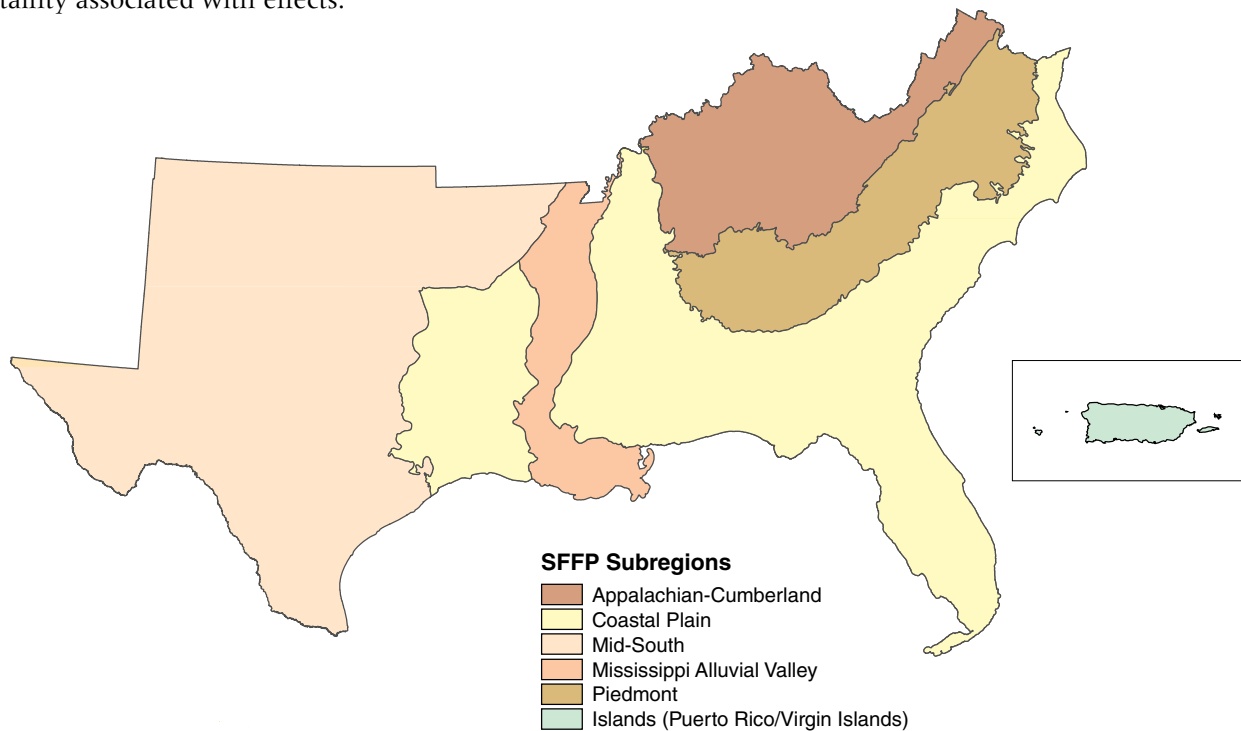 associated with effects.
SFFP Subregions
Appalachian-Cumberland
Coastal Plain
Mid-South
Mississippi Alluvial Valley
Piedmont
Islands (Puerto Rico/Virgin Islands)